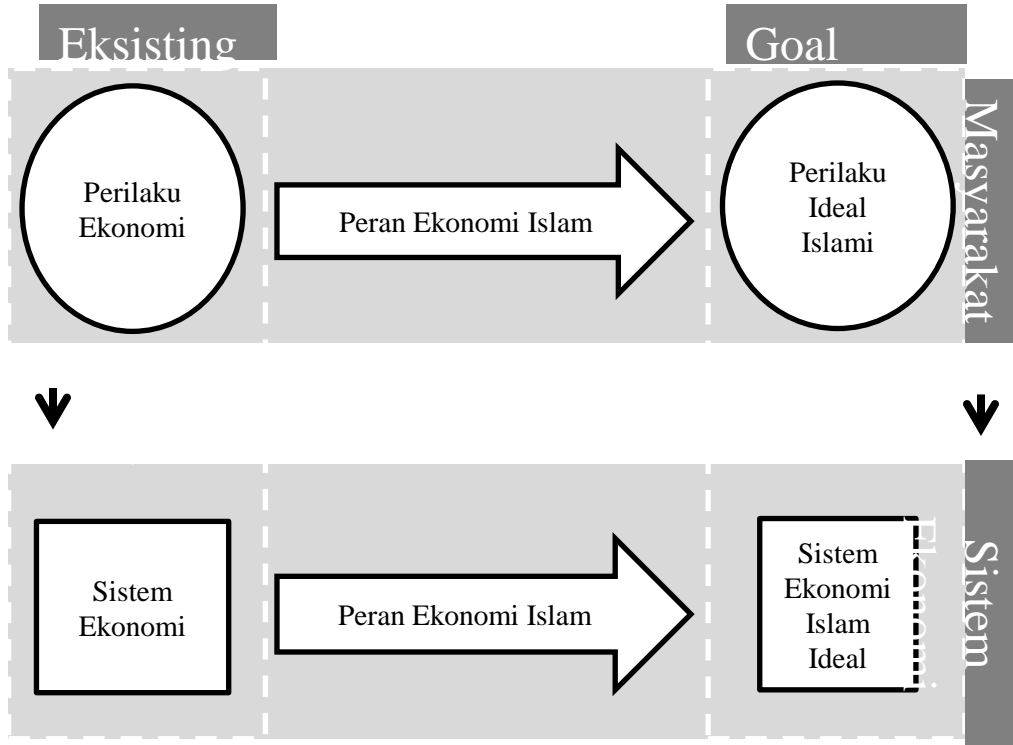 Eksisting
Goal
Perilaku
Ekonomi
Peran Ekonomi Islam
Perilaku
Ideal
Islami
Masyarakat
Sistem
Ekonomi
Peran Ekonomi Islam
Sistem
Ekonomi
Islam
Ideal
Sistem
Ekonomi